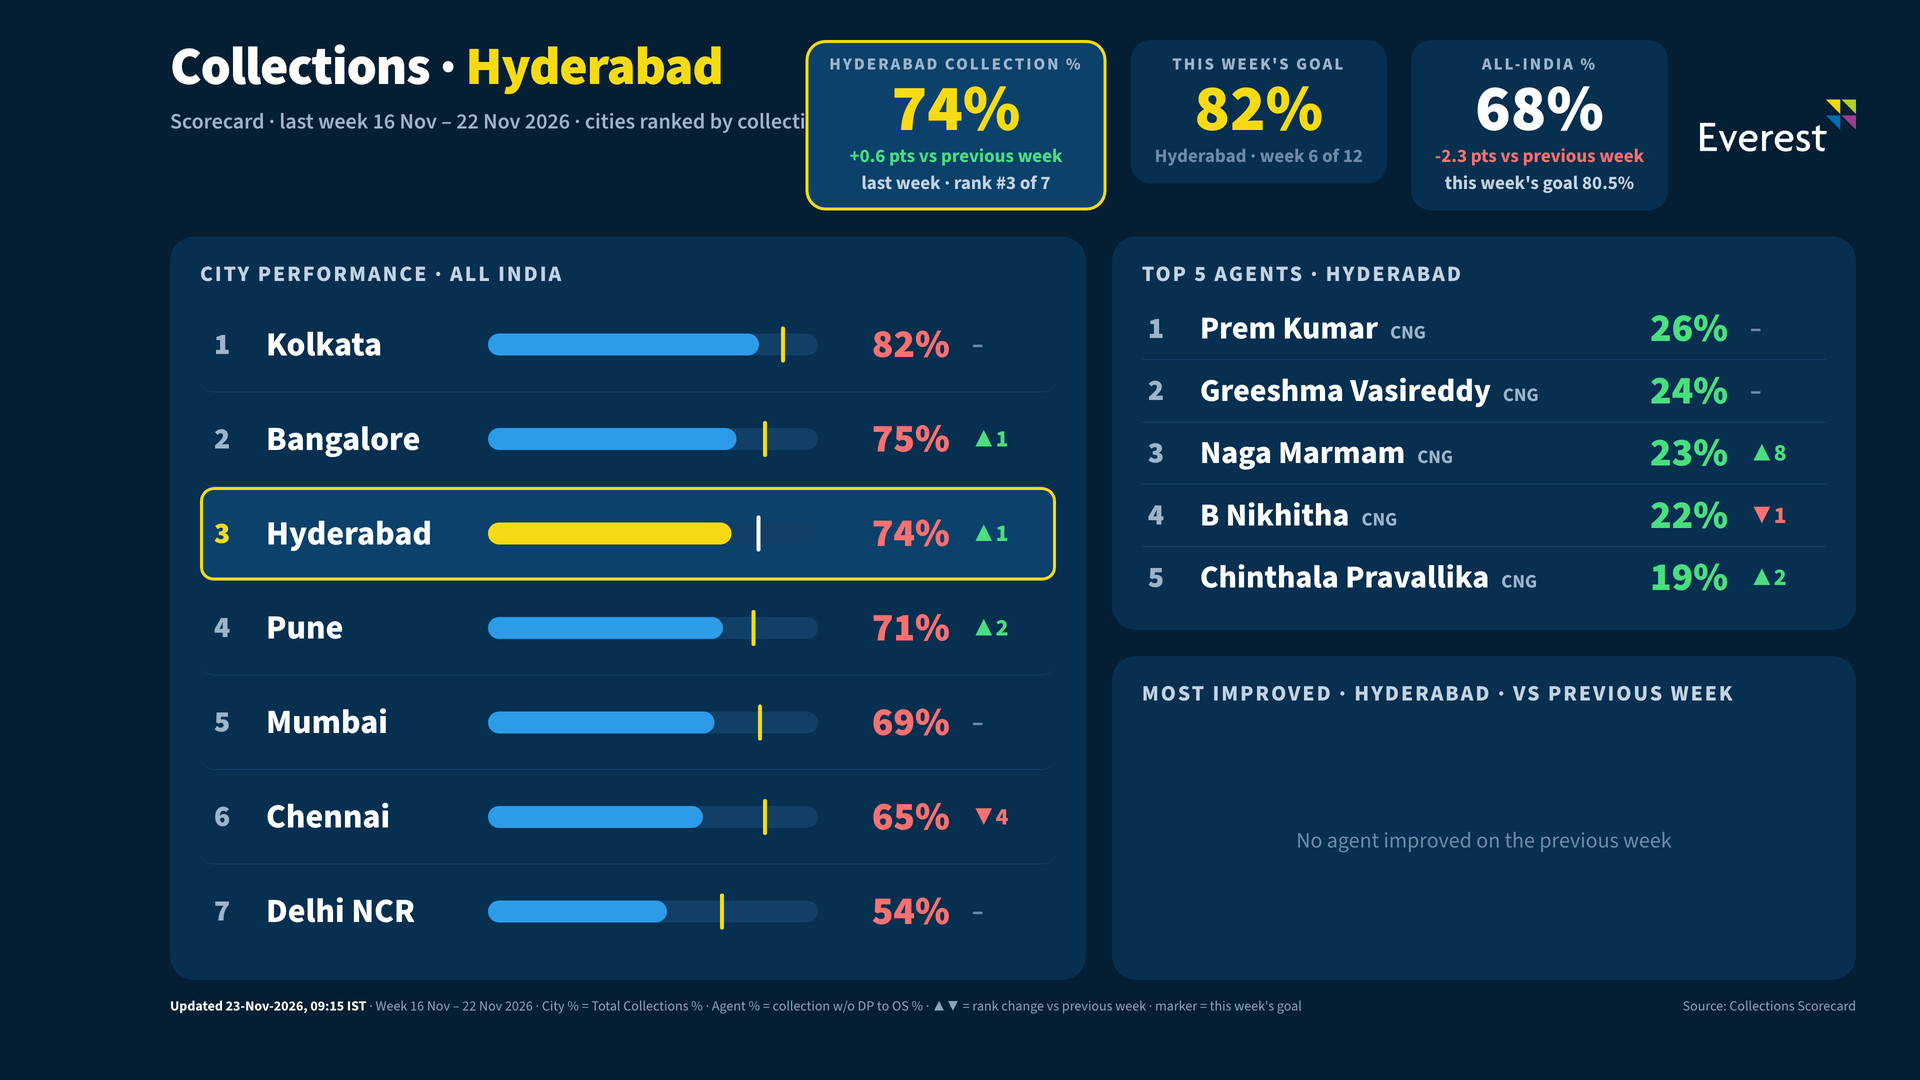 Collections · Hyderabad
Scorecard · last week 16 Nov – 22 Nov 2026 · cities ranked by collecti
HYDERABAD COLLECTION %
74%
+0.6 pts vs previous week
last week · rank #3 of 7
THIS WEEK'S GOAL
82%
Hyderabad · week 6 of 12
ALL-INDIA %
68%
-2.3 pts vs previous week
this week's goal 80.5%
Everest
CITY PERFORMANCE · ALL INDIA
1 Kolkata 82% –
2 Bangalore 75% ▲1
3 Hyderabad 74% ▲1
4 Pune 71% ▲2
5 Mumbai 69% –
6 Chennai 65% ▼4
7 Delhi NCR 54% –
TOP 5 AGENTS · HYDERABAD
1 Prem Kumar CNG 26% –
2 Greeshma Vasireddy CNG 24% –
3 Naga Marmam CNG 23% ▲8
4 B Nikhitha CNG 22% ▼1
5 Chinthala Pravallika CNG 19% ▲2
MOST IMPROVED · HYDERABAD · VS PREVIOUS WEEK
No agent improved on the previous week
Updated 23-Nov-2026, 09:15 IST · Week 16 Nov – 22 Nov 2026 · City % = Total Collections % · Agent % = collection w/o DP to OS % · ▲ ▼ = rank change vs previous week · marker = this week's goal
Source: Collections Scorecard